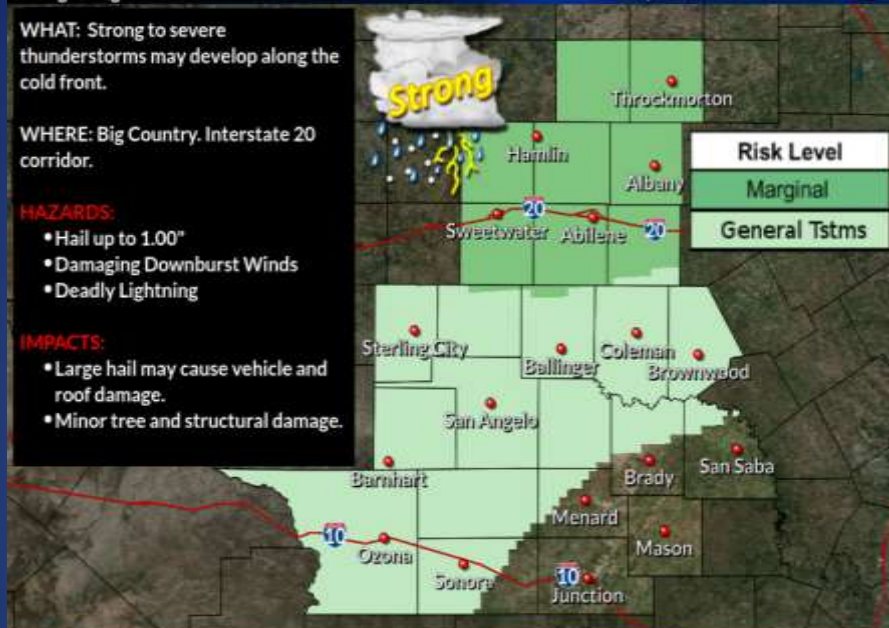 WHAT: Strong to severe
thunderstorms may develop along the
cold front.
WHERE: Big Country. Interstate 20
corridor.
HAZARDS:
•Hail up to 1.00"
•Damaging Downburst Winds
•Deadly Lightning
IMPACTS:
•Large hail may cause vehicle and
roof damage.
•Minor tree and structural damage.
Strong
Throckmorton
Hamlin
Albany
Risk Level
Marginal
General Tstms
20
Sweetwater
Abilene
20
Sterling City
Ballinger
Coleman
Brownwood
San Angelo
Barnhart
Brady
San Saba
Menard
10
Ozona
Mason
Sonora
10
Junction